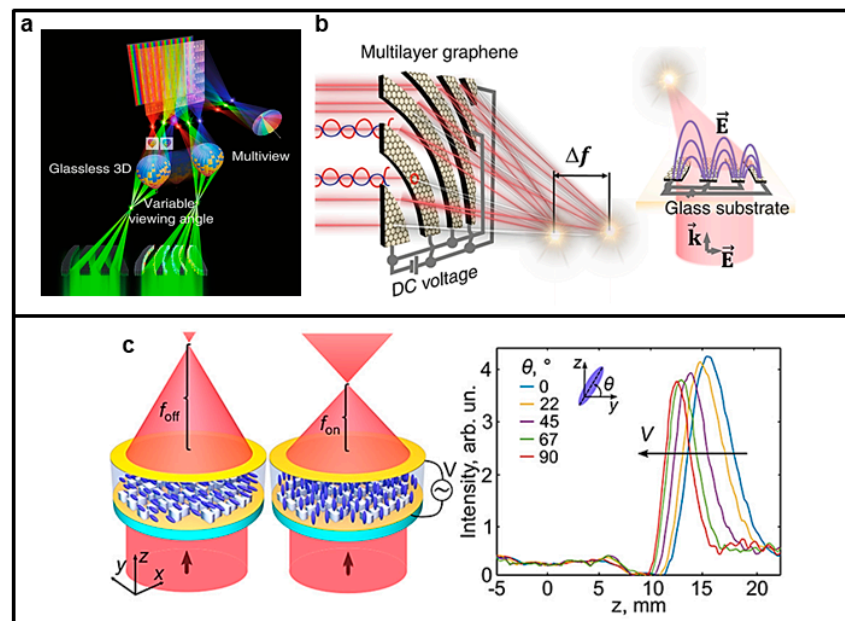 a
Glassless 3D
Multiview
Variable
viewing angle
b
Multilayer graphene
Δf
DC voltage
E⃗
Glass substrate
k⃗
E⃗
c
f_off
f_on
V
z
y
x
Intensity, arb. un.
4
3
2
1
0
θ, °
0
22
45
67
90
z
θ
y
V
-5
0
5
10
15
20
z, mm